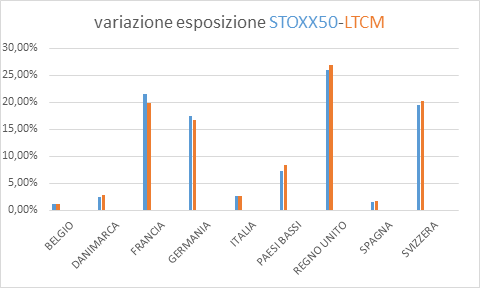 variazione esposizione STOXX50-LTCM
30,00%
25,00%
20,00%
15,00%
10,00%
5,00%
0,00%
BELGIO
DANIMARCA
FRANCIA
GERMANIA
ITALIA
PAESI BASSI
REGNO UNITO
SPAGNA
SVIZZERA